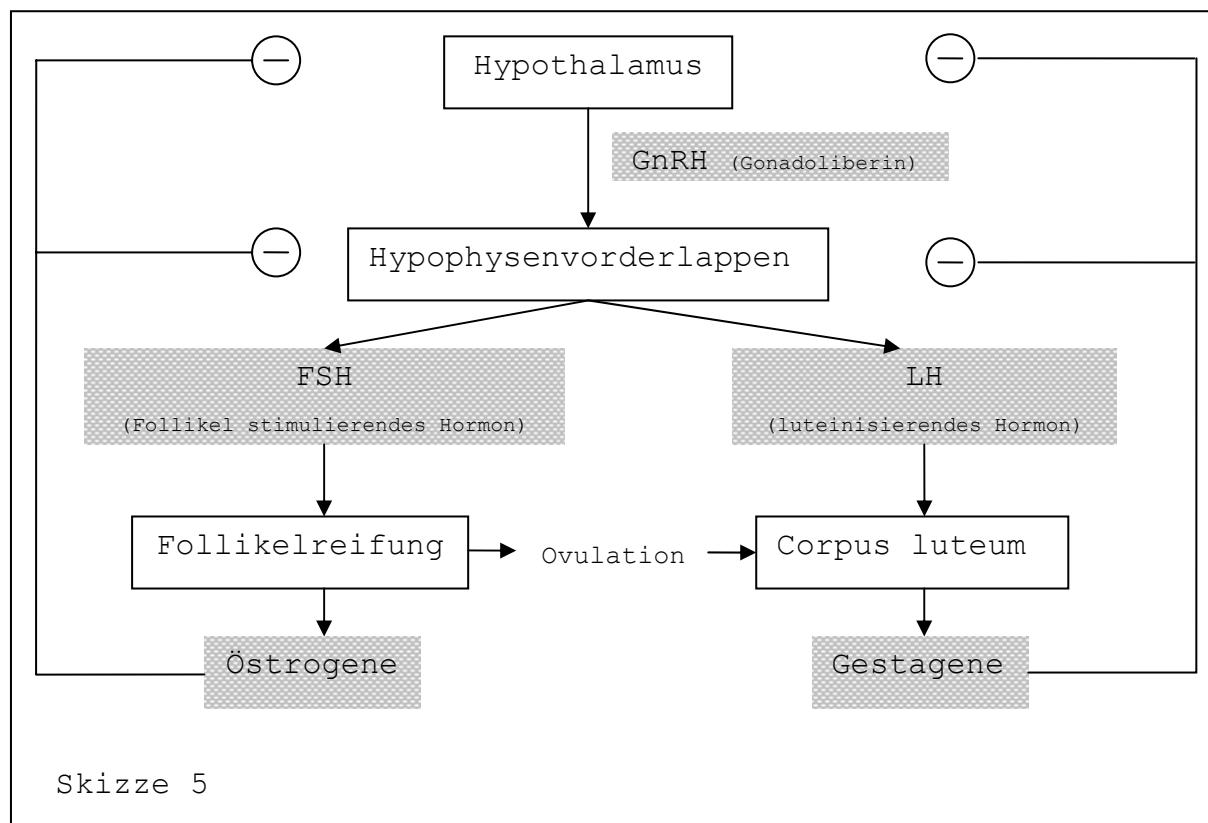 Hypothalamus
GnRH (Gonadoliberin)
Hypophysenvorderlappen
FSH
(Follikel stimulierendes Hormon)
LH
(luteinisierendes Hormon)
Follikelreifung
Ovulation
Corpus luteum
Östrogene
Gestagene
Skizze 5